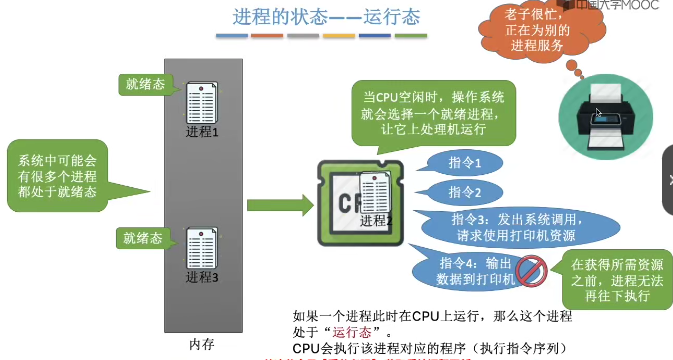 进程的状态——运行态
中国大学MOOC
老子很忙，
正在为别的
进程服务
就绪态
进程1
系统中可能会
有很多个进程
都处于就绪态
就绪态
进程3
内存
当CPU空闲时，操作系统
就会选择一个就绪进程，
让它上处理机运行
进程2
指令1
指令2
指令3：发出系统调用，
请求使用打印机资源
指令4：输出
数据到打印机
在获得所需资源
之前，进程无法
再往下执行
如果一个进程此时在CPU上运行，那么这个进程
处于“运行态”。
CPU会执行该进程对应的程序（执行指令序列）